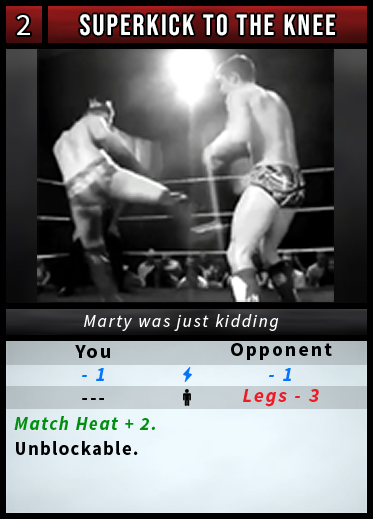 2 SUPERKICK TO THE KNEE
Marty was just kidding
You Opponent
- 1 - 1
--- Legs - 3
Match Heat + 2.
Unblockable.